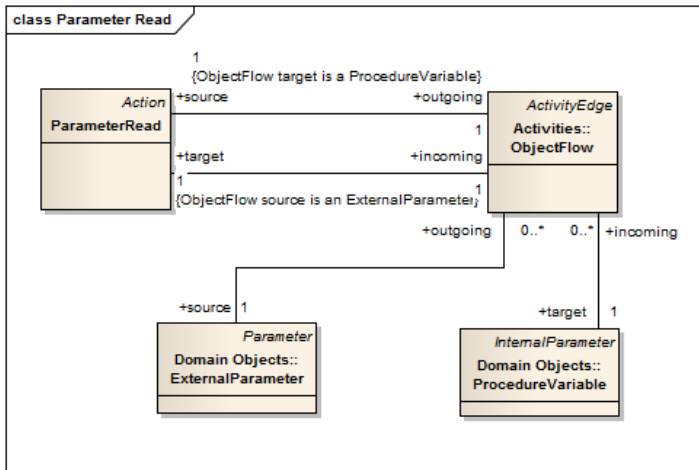 class Parameter Read
1
{ObjectFlow target is a ProcedureVariable}
+source +outgoing
1
Action
ParameterRead
ActivityEdge
Activities::
ObjectFlow
+target +incoming
1 1
{ObjectFlow source is an ExternalParameter}
+outgoing 0..* 0..* +incoming
+source 1
+target 1
Parameter
Domain Objects::
ExternalParameter
InternalParameter
Domain Objects::
ProcedureVariable